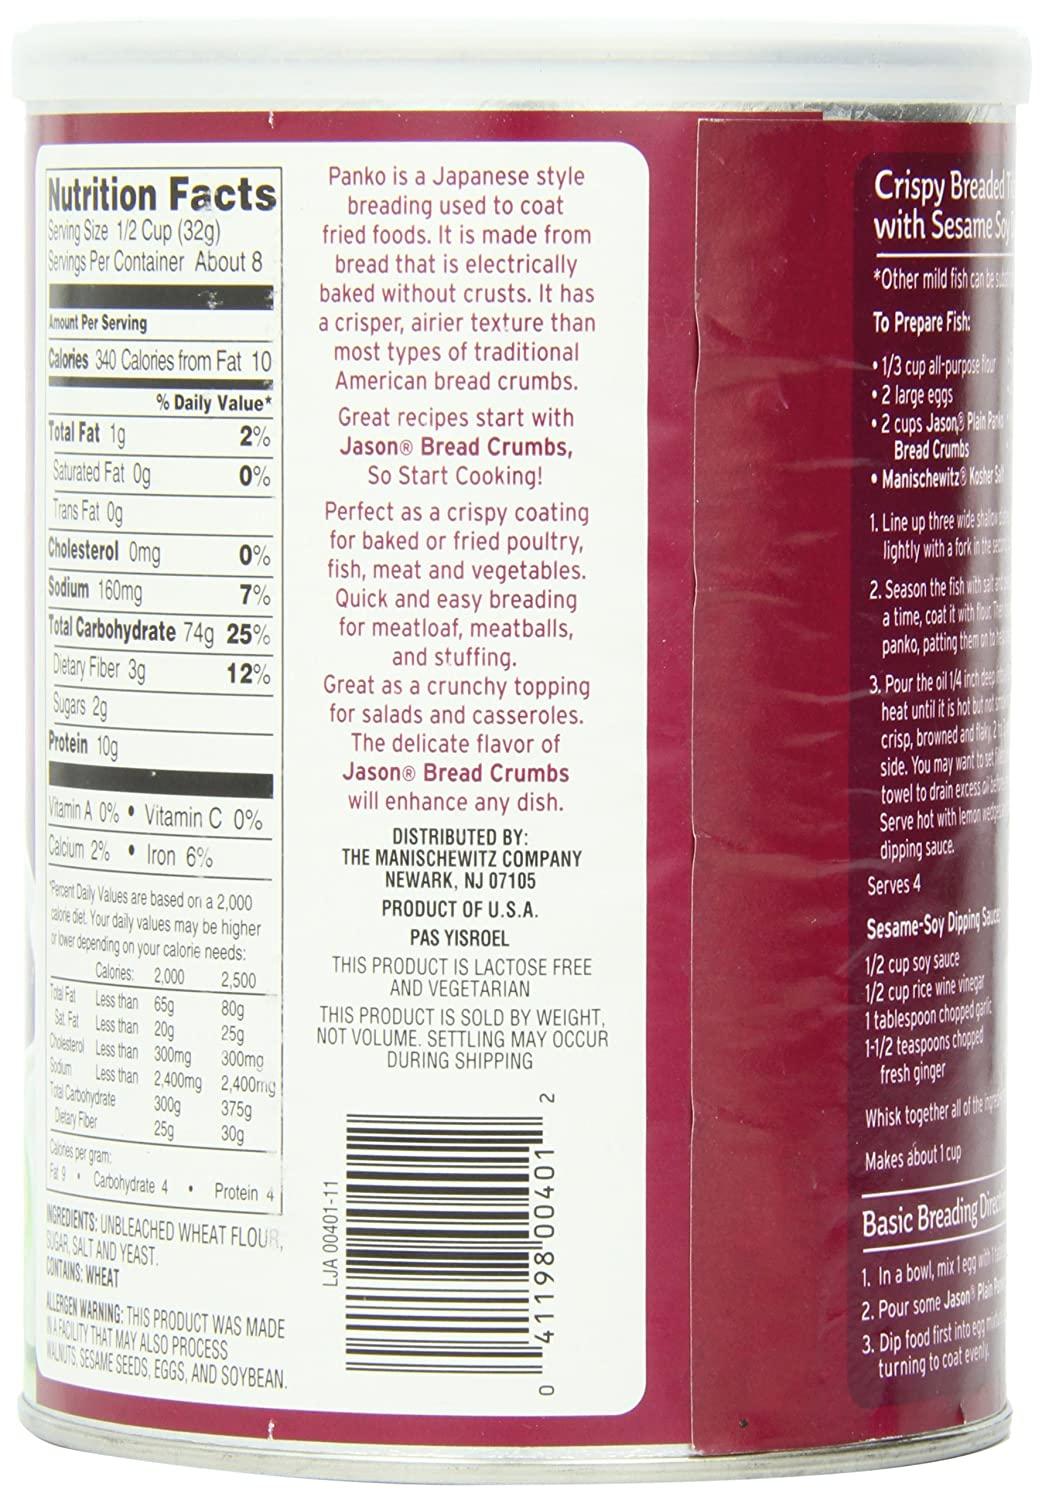 Nutrition Facts
Serving Size 1/2 Cup (32g)
Servings Per Container About 8
Amount Per Serving
Calories 340 Calories from Fat 10
% Daily Value*
Total Fat 1g 2%
Saturated Fat 0g 0%
Trans Fat 0g
Cholesterol 0mg 0%
Sodium 160mg 7%
Total Carbohydrate 74g 25%
Dietary Fiber 3g 12%
Sugars 2g
Protein 10g
Vitamin A 0% • Vitamin C 0%
Calcium 2% • Iron 6%
*Percent Daily Values are based on a 2,000
calorie diet. Your daily values may be higher
or lower depending on your calorie needs:
Calories: 2,000 2,500
Total Fat Less than 65g 80g
Sat. Fat Less than 20g 25g
Cholesterol Less than 300mg 300mg
Sodium Less than 2,400mg 2,400mg
Total Carbohydrate 300g 375g
Dietary Fiber 25g 30g
Calories per gram:
Fat 9 • Carbohydrate 4 • Protein 4
INGREDIENTS: UNBLEACHED WHEAT FLOUR,
SUGAR, SALT AND YEAST.
CONTAINS: WHEAT
ALLERGEN WARNING: THIS PRODUCT WAS MADE
IN A FACILITY THAT MAY ALSO PROCESS
WALNUTS, SESAME SEEDS, EGGS, AND SOYBEAN.
Panko is a Japanese style
breading used to coat
fried foods. It is made from
bread that is electrically
baked without crusts. It has
a crisper, airier texture than
most types of traditional
American bread crumbs.
Great recipes start with
Jason® Bread Crumbs,
So Start Cooking!
Perfect as a crispy coating
for baked or fried poultry,
fish, meat and vegetables.
Quick and easy breading
for meatloaf, meatballs,
and stuffing.
Great as a crunchy topping
for salads and casseroles.
The delicate flavor of
Jason® Bread Crumbs
will enhance any dish.
DISTRIBUTED BY:
THE MANISCHEWITZ COMPANY
NEWARK, NJ 07105
PRODUCT OF U.S.A.
PAS YISROEL
THIS PRODUCT IS LACTOSE FREE
AND VEGETARIAN
THIS PRODUCT IS SOLD BY WEIGHT,
NOT VOLUME. SETTLING MAY OCCUR
DURING SHIPPING
LJA 00401-11
0 41198 00401 2
Crispy Breaded
with Sesame Soy
*Other mild fish can be
To Prepare Fish:
• 1/3 cup all-purpose flour
• 2 large eggs
• 2 cups Jason® Plain Panko
Bread Crumbs
• Manischewitz® Kosher Salt
1. Line up three wide shallow
lightly with a fork in the
2. Season the fish with salt and
a time, coat it with flour.
panko, patting them on to
3. Pour the oil 1/4 inch deep
heat until it is hot but not
crisp, browned and flaky, 2
side. You may want to set
towel to drain excess oil before
Serve hot with lemon wedges
dipping sauce.
Serves 4
Sesame-Soy Dipping Sauce:
1/2 cup soy sauce
1/2 cup rice wine vinegar
1 tablespoon chopped garlic
1-1/2 teaspoons chopped
fresh ginger
Whisk together all of the
Makes about 1 cup
Basic Breading
1. In a bowl, mix 1 egg with 1
2. Pour some Jason® Plain
3. Dip food first into egg
turning to coat evenly.